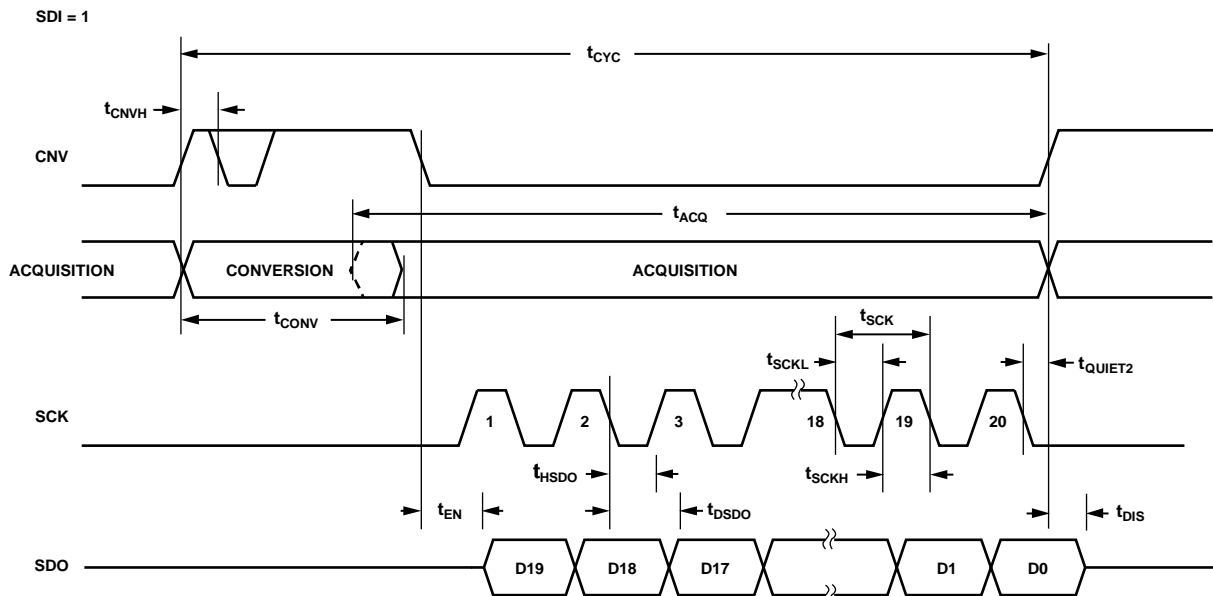 SDI = 1
tCYC
tCNVH
CNV
tACQ
ACQUISITION
CONVERSION
ACQUISITION
tCONV
tSCK
tSCKL
tQUIET2
SCK
1
2
3
18
19
20
tHSDO
tSCKH
tEN
tDSDO
tDIS
SDO
D19
D18
D17
D1
D0